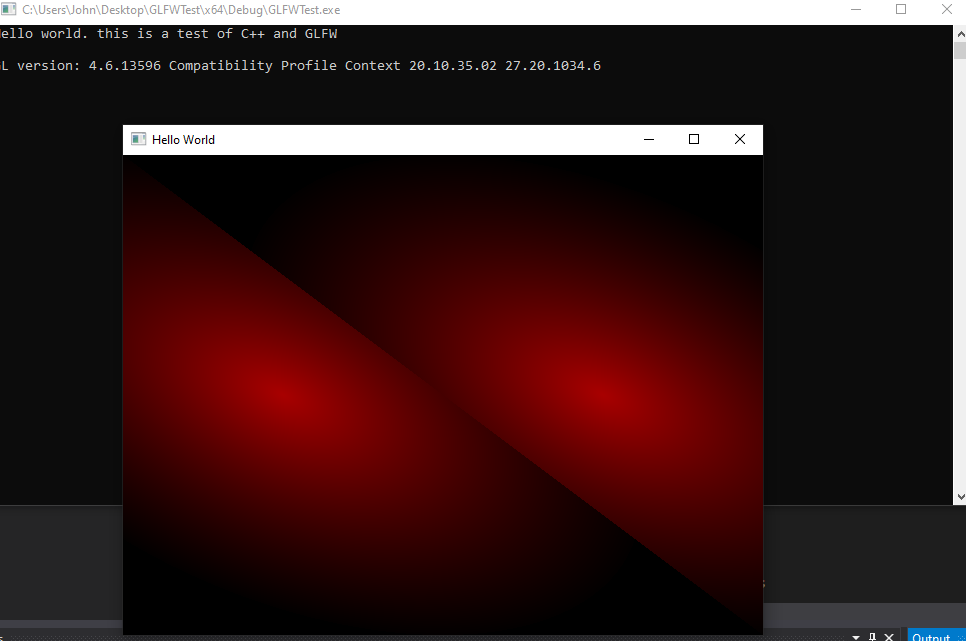 C:\Users\John\Desktop\GLFWTest\x64\Debug\GLFWTest.exe
ello world. this is a test of C++ and GLFW
L version: 4.6.13596 Compatibility Profile Context 20.10.35.02 27.20.1034.6
Hello World
Output